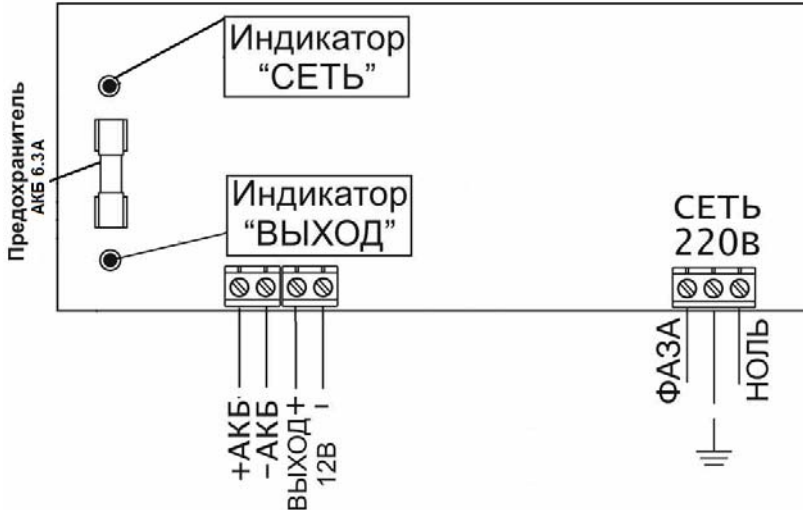 Индикатор
“СЕТЬ”
Предохранитель
АКБ 6.3А
Индикатор
“ВЫХОД”
СЕТЬ
220В
+АКБ
−АКБ
ВЫХОД +
12В −
ФАЗА
НОЛЬ